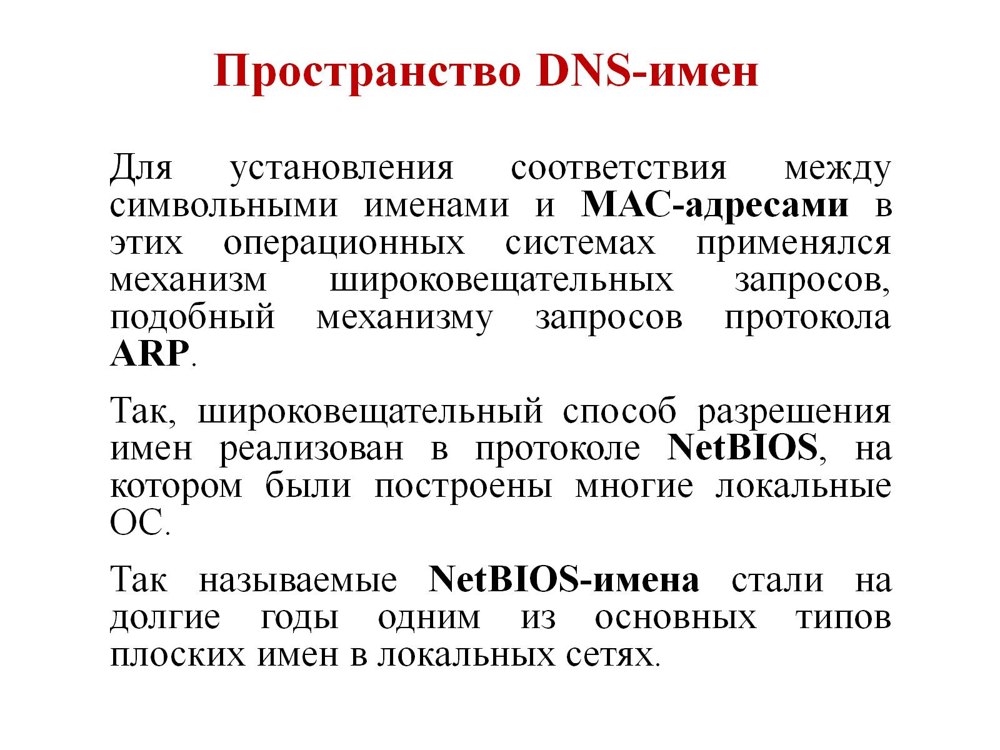 Пространство DNS-имен
Для установления соответствия между
символьными именами и МАС-адресами в
этих операционных системах применялся
механизм широковещательных запросов,
подобный механизму запросов протокола
ARP.
Так, широковещательный способ разрешения
имен реализован в протоколе NetBIOS, на
котором были построены многие локальные
ОС.
Так называемые NetBIOS-имена стали на
долгие годы одним из основных типов
плоских имен в локальных сетях.